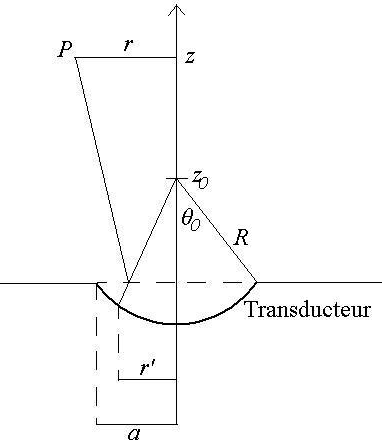 P r z
z0
θ0 R
Transducteur
r'
a